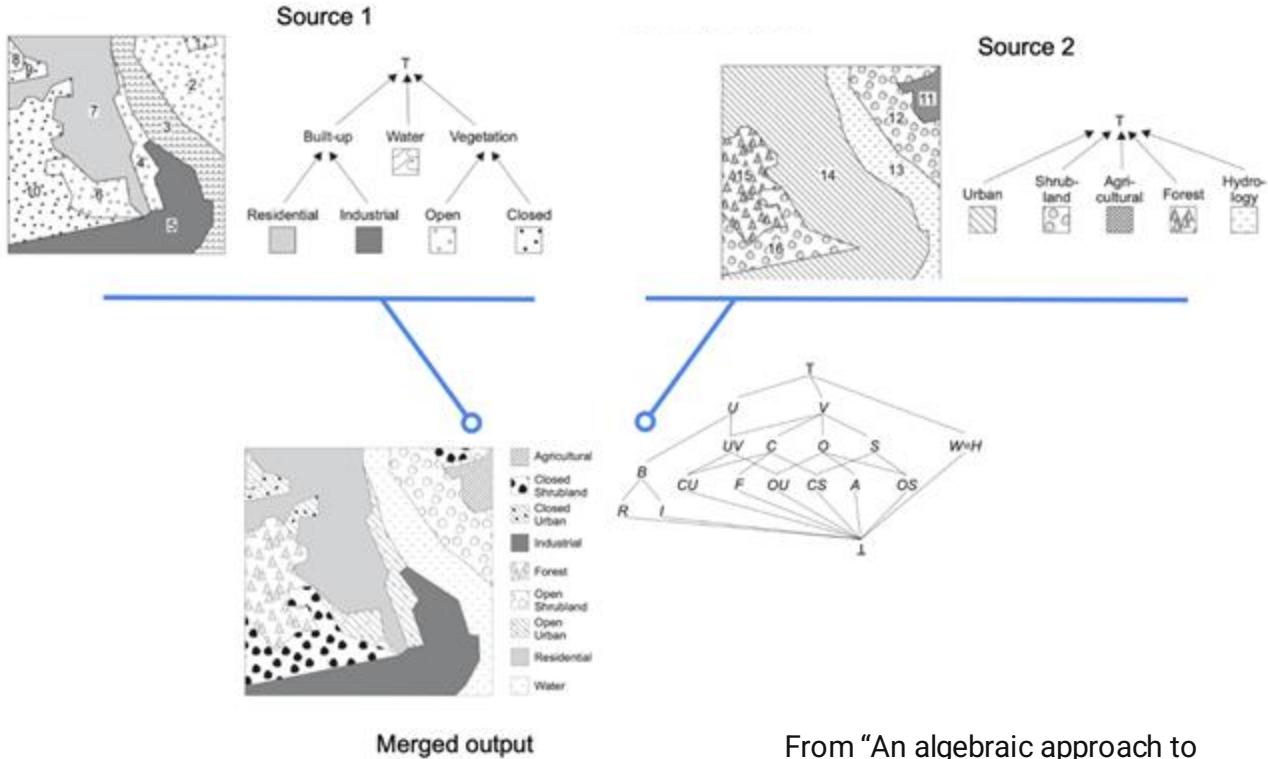 Source 1
8
9
1
2
7
3
4
10
6
5
T
Built-up
Water
Vegetation
Residential
Industrial
Open
Closed
Source 2
11
12
13
14
15
16
T
Urban
Shrub-
land
Agri-
cultural
Forest
Hydro-
logy
T
U
V
UV
C
O
S
W=H
B
CU
F
OU
CS
A
OS
R
I
⊥
Agricultural
Closed
Shrubland
Closed
Urban
Industrial
Forest
Open
Shrubland
Open
Urban
Residential
Water
Merged output
From “An algebraic approach to